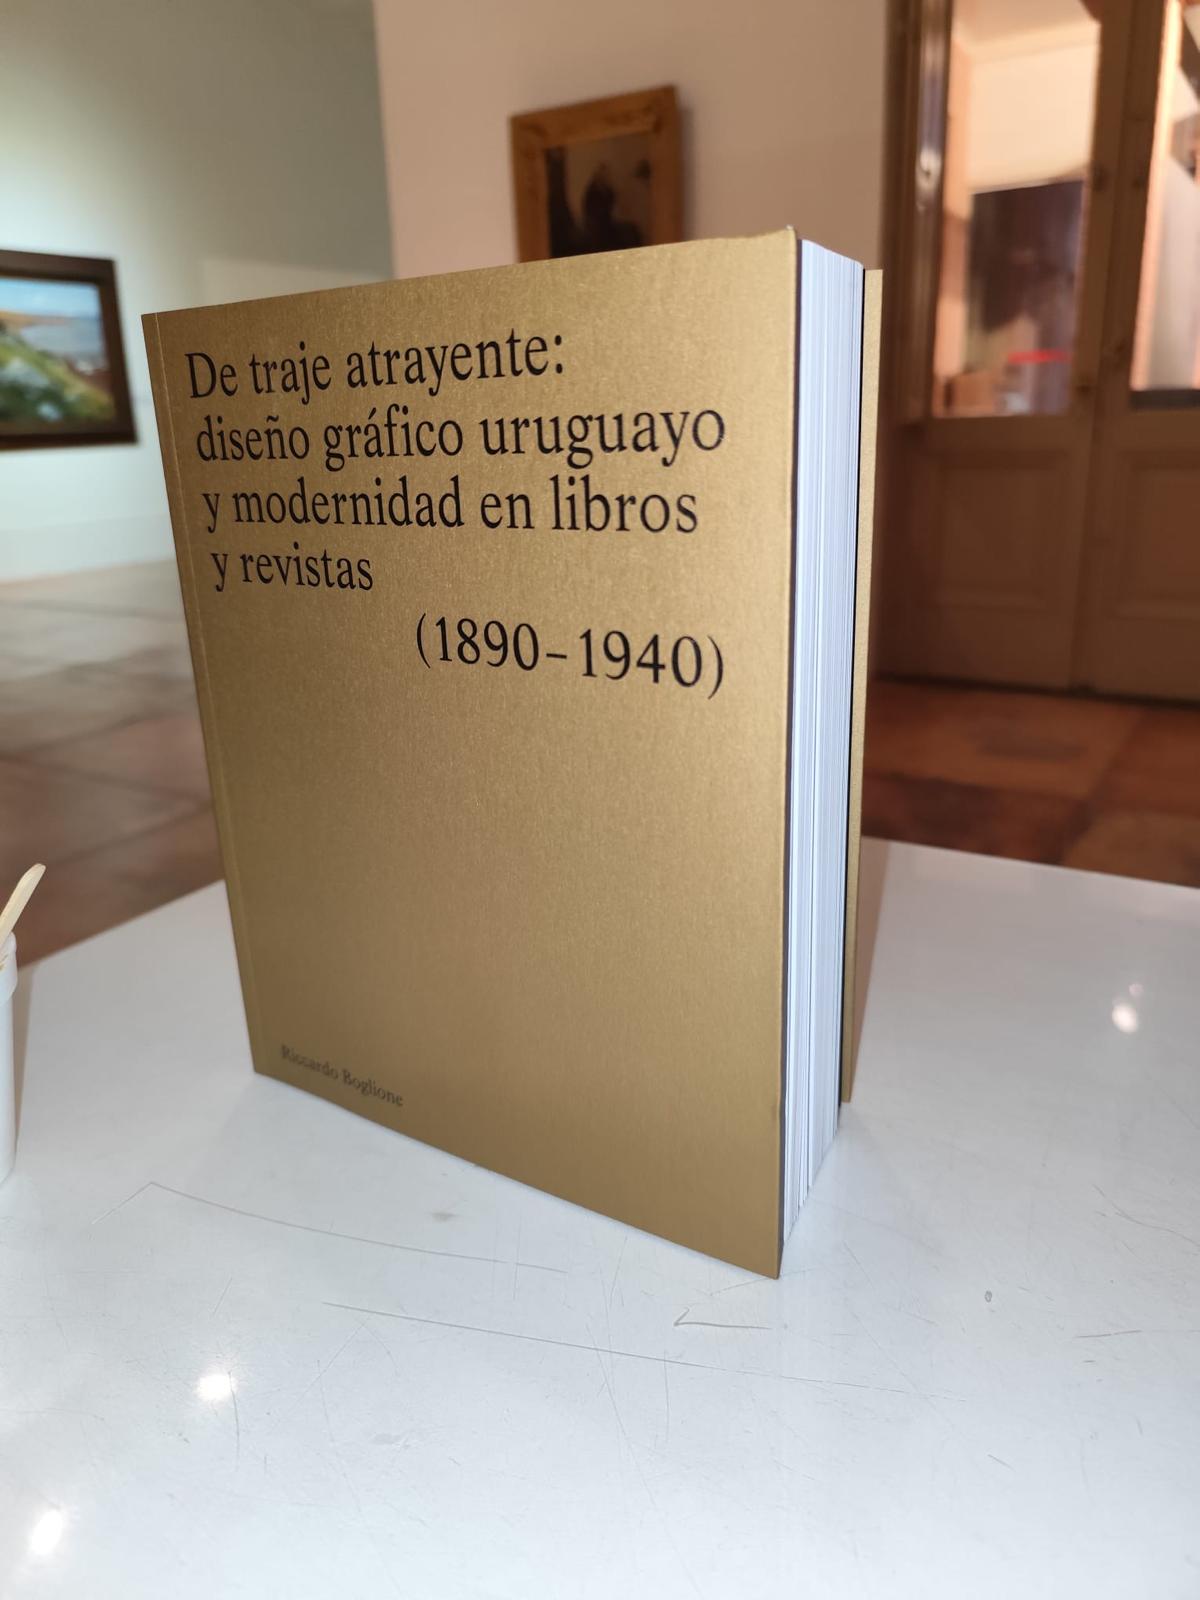 De traje atrayente:
diseño gráfico uruguayo
y modernidad en libros
y revistas
(1890-1940)
Riccardo Boglione